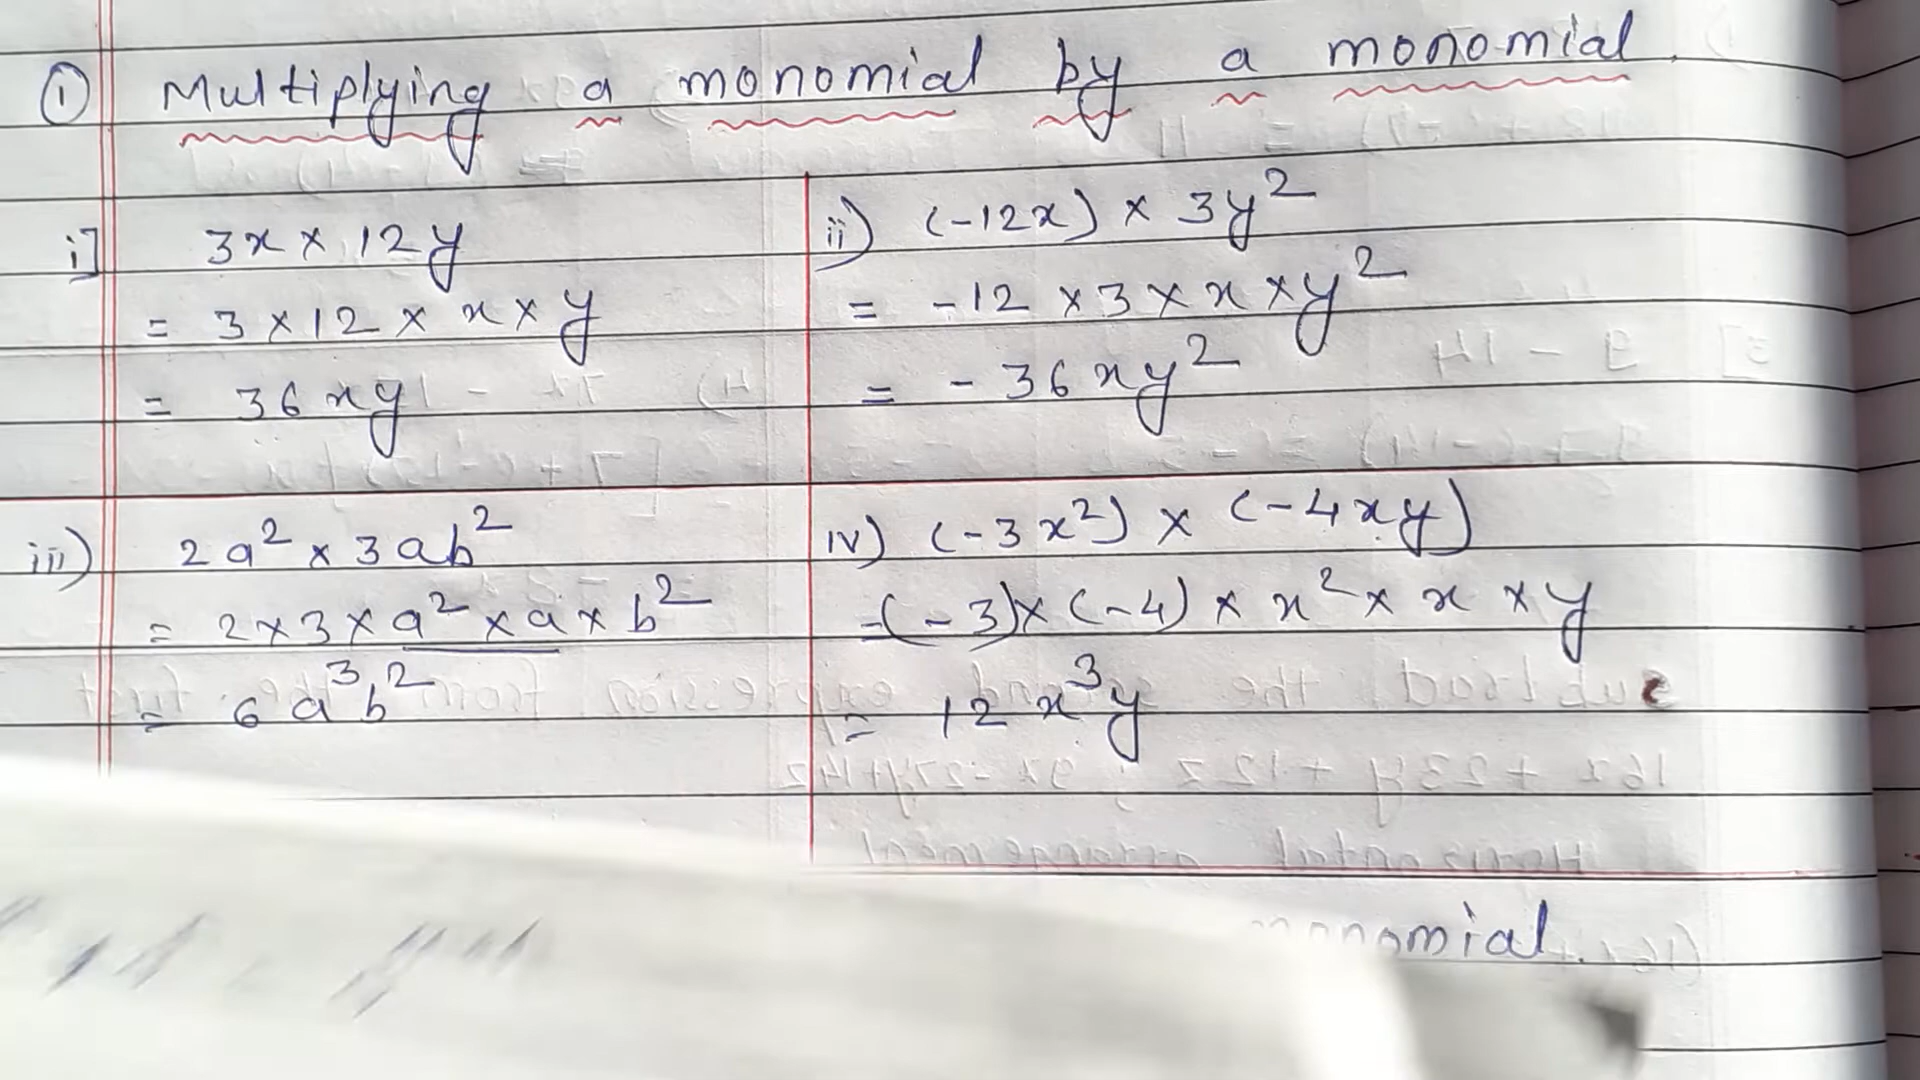 ① Multiplying a monomial by a monomial.
i] 3x × 12y
= 3 × 12 × x × y
= 36xy
ii) (-12x) × 3y²
= -12 × 3 × x × y²
= -36xy²
iii) 2a² × 3ab²
= 2 × 3 × a² × a × b²
= 6a³b²
iv) (-3x²) × (-4xy)
= (-3) × (-4) × x² × x × y
= 12x³y